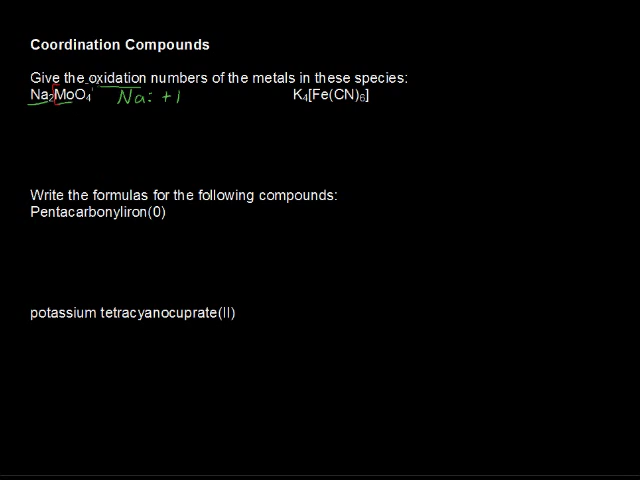 Coordination Compounds
Give the oxidation numbers of the metals in these species:
Na₂MoO₄ Na: +1 K₄[Fe(CN)₆]
Write the formulas for the following compounds:
Pentacarbonyliron(0)
potassium tetracyanocuprate(II)